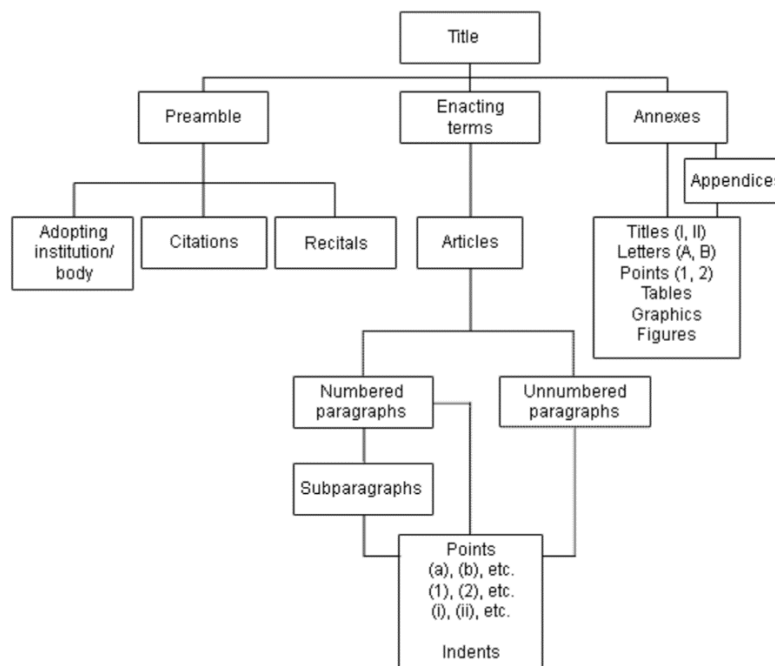 Title
Preamble
Enacting
terms
Annexes
Appendices
Adopting
institution/
body
Citations
Recitals
Articles
Titles (I, II)
Letters (A, B)
Points (1, 2)
Tables
Graphics
Figures
Numbered
paragraphs
Unnumbered
paragraphs
Subparagraphs
Points
(a), (b), etc.
(1), (2), etc.
(i), (ii), etc.
Indents